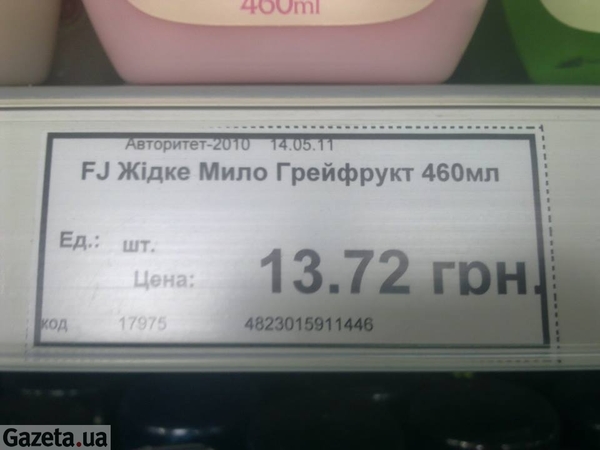 460ml
Авторитет-2010 14.05.11
FJ Жідке Мило Грейфрукт 460мл
Ед.: шт.
Цена: 13.72 грн.
код 17975 4823015911446
Gazeta.ua